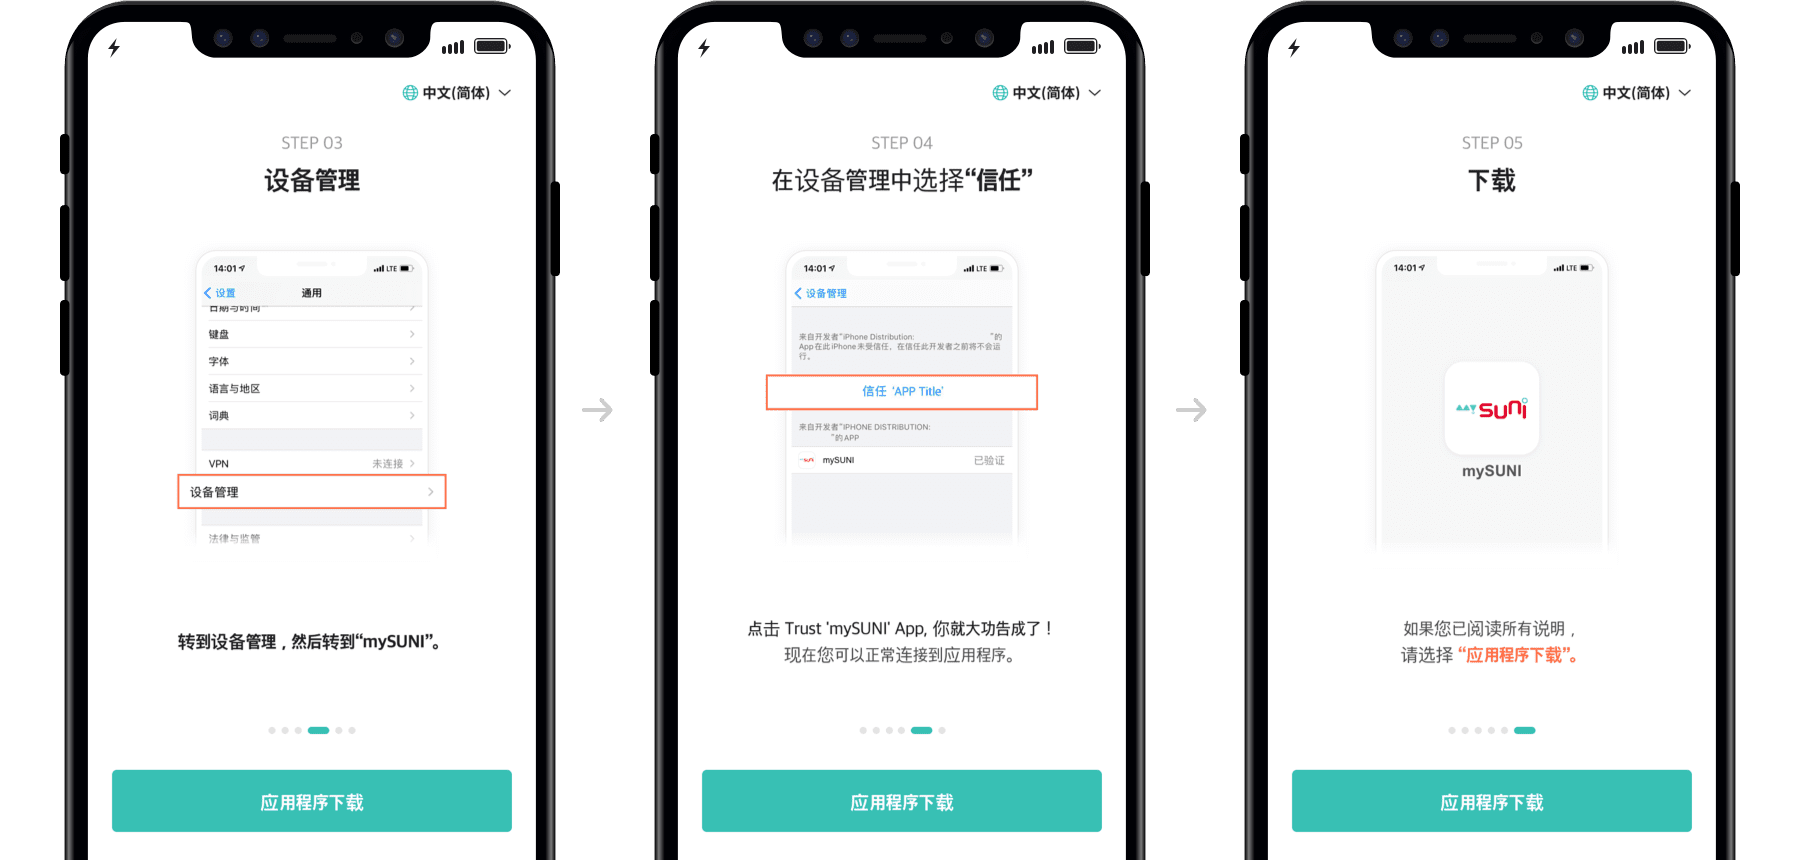 中文(简体)
STEP 03
设备管理
14:01
LTE
设置
通用
日期与时间
键盘
字体
语言与地区
词典
VPN
未连接
设备管理
法律与监管
转到设备管理，然后转到“mySUNI”。
应用程序下载
中文(简体)
STEP 04
在设备管理中选择“信任”
14:01
LTE
设备管理
来自开发者“iPhone Distribution: ”的
App在此iPhone未受信任，在信任此开发者之前将不会运
行。
信任 'APP Title'
来自开发者“IPHONE DISTRIBUTION:
”的 APP
mySUNI
已验证
点击 Trust 'mySUNI' App, 你就大功告成了！
现在您可以正常连接到应用程序。
应用程序下载
中文(简体)
STEP 05
下载
14:01
LTE
suni
mySUNI
如果您已阅读所有说明，
请选择 “应用程序下载”。
应用程序下载